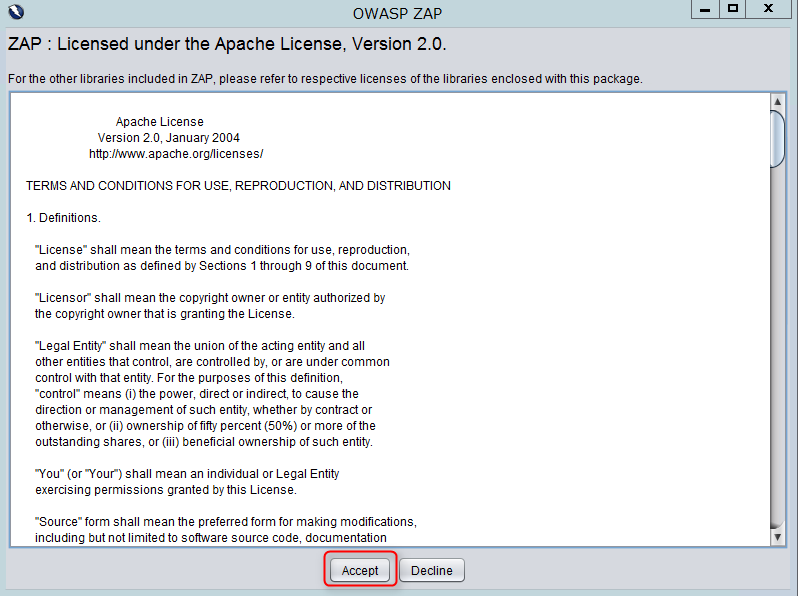 OWASP ZAP
ZAP : Licensed under the Apache License, Version 2.0.
For the other libraries included in ZAP, please refer to respective licenses of the libraries enclosed with this package.
Apache License
Version 2.0, January 2004
http://www.apache.org/licenses/
TERMS AND CONDITIONS FOR USE, REPRODUCTION, AND DISTRIBUTION
1. Definitions.
"License" shall mean the terms and conditions for use, reproduction,
and distribution as defined by Sections 1 through 9 of this document.
"Licensor" shall mean the copyright owner or entity authorized by
the copyright owner that is granting the License.
"Legal Entity" shall mean the union of the acting entity and all
other entities that control, are controlled by, or are under common
control with that entity. For the purposes of this definition,
"control" means (i) the power, direct or indirect, to cause the
direction or management of such entity, whether by contract or
otherwise, or (ii) ownership of fifty percent (50%) or more of the
outstanding shares, or (iii) beneficial ownership of such entity.
"You" (or "Your") shall mean an individual or Legal Entity
exercising permissions granted by this License.
"Source" form shall mean the preferred form for making modifications,
including but not limited to software source code, documentation
Accept Decline